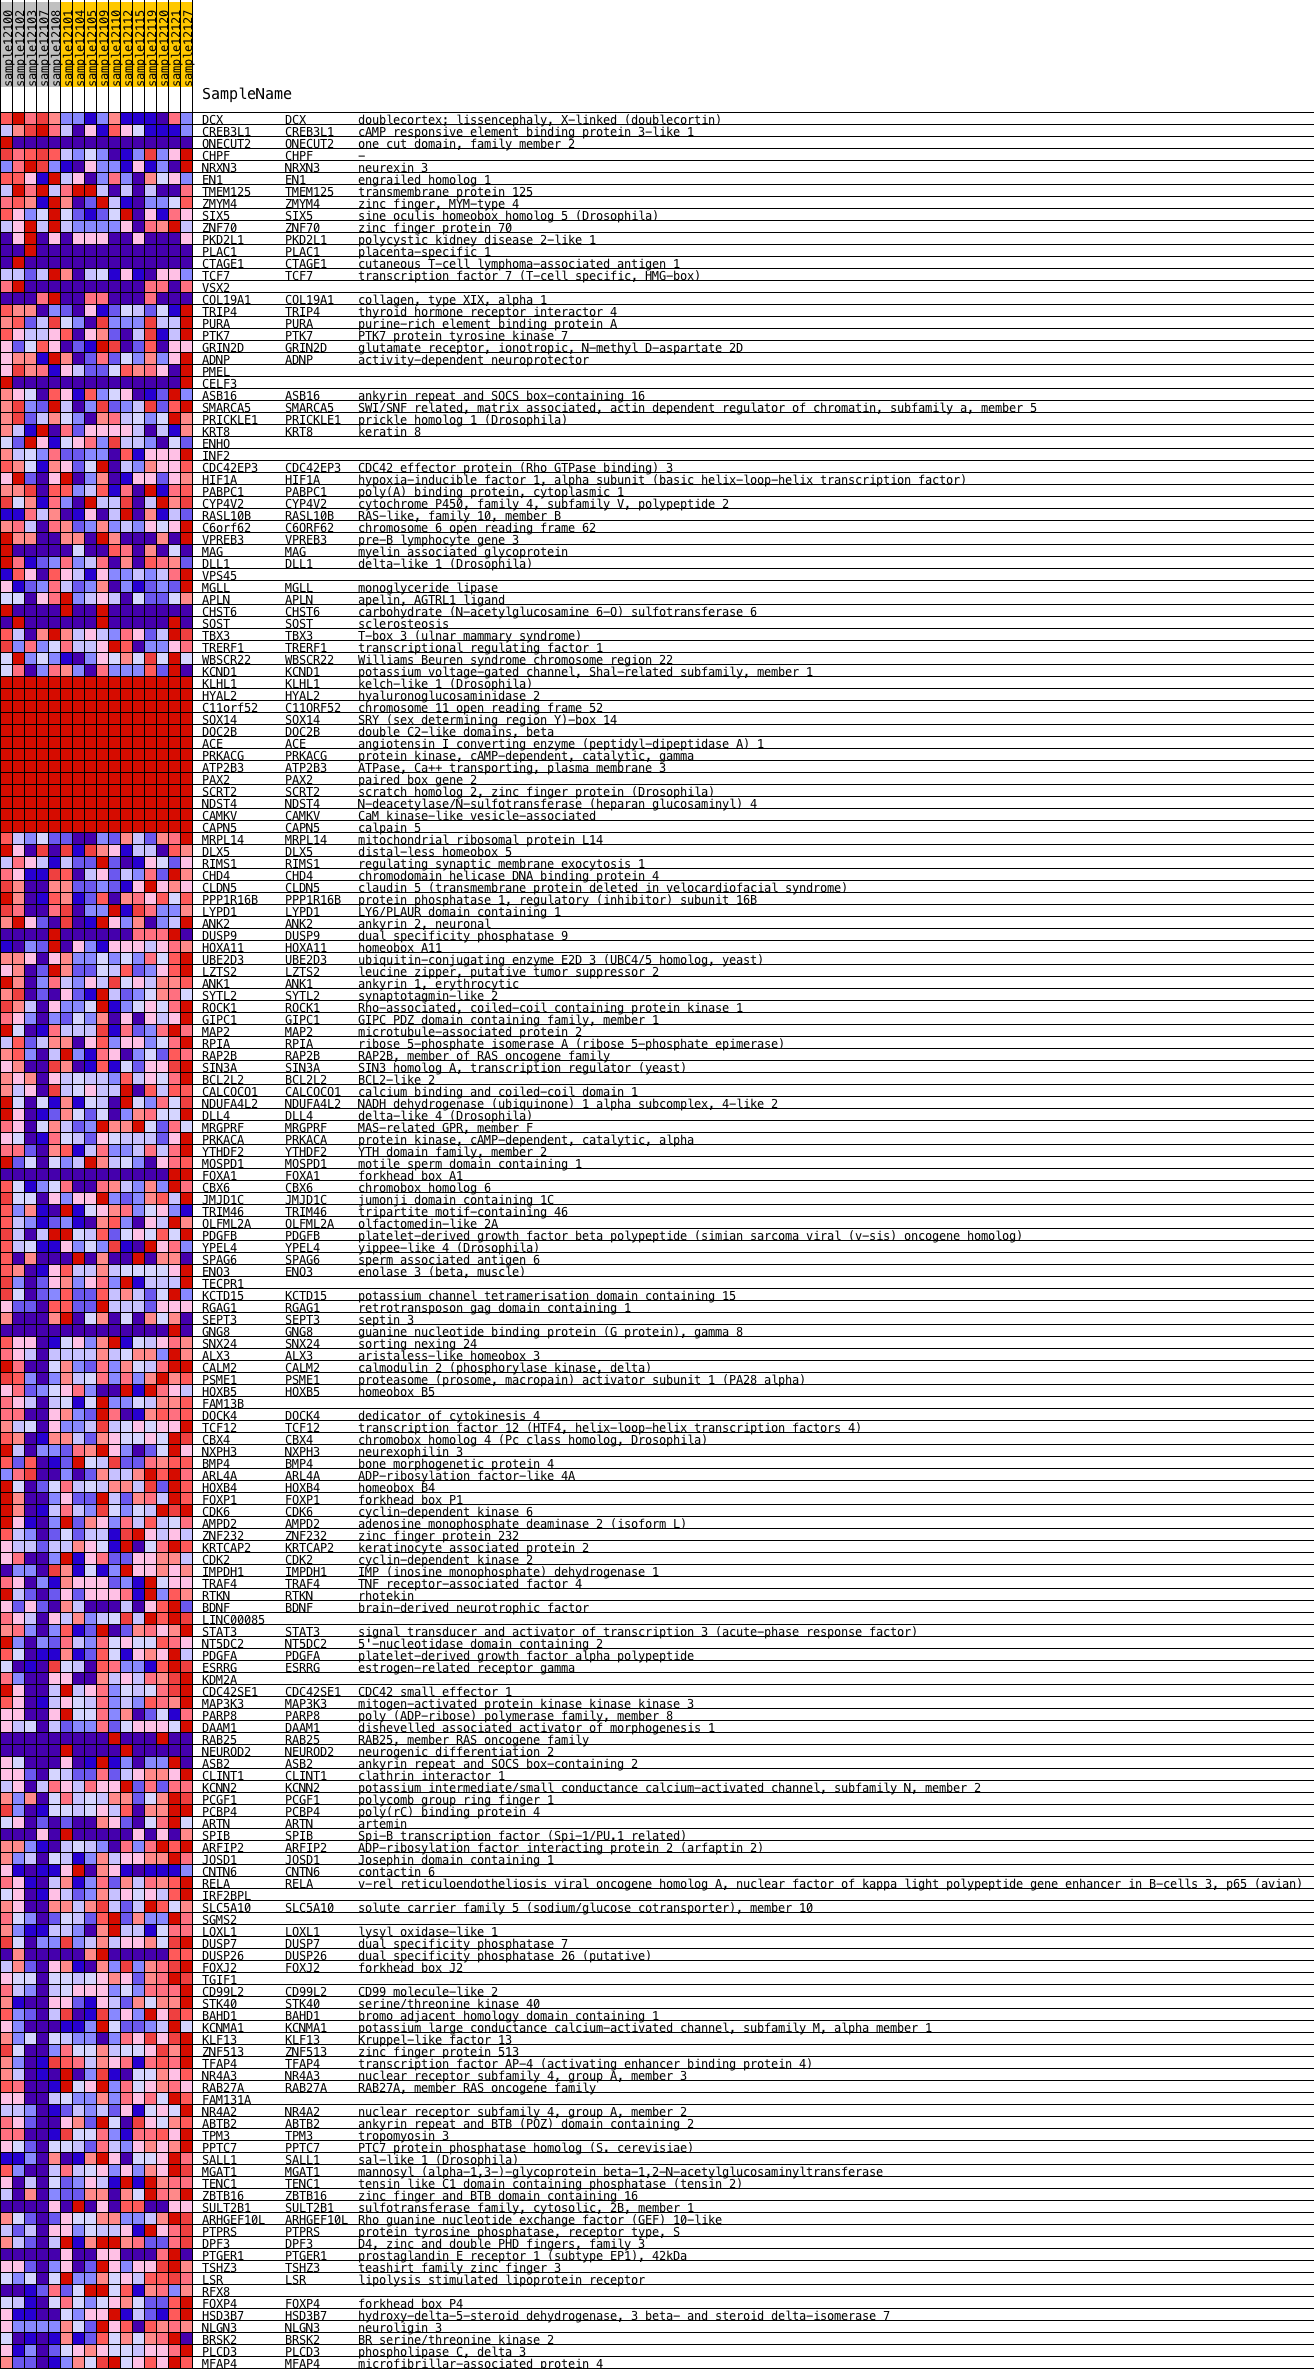 sample12100 sample12102 sample12103 sample12107 sample12108 sample12101 sample12104 sample12105 sample12109 sample12110 sample12112 sample12115 sample12119 sample12120 sample12121 sample12127
SampleName
DCX DCX doublecortex; lissencephaly, X-linked (doublecortin)
CREB3L1 CREB3L1 cAMP responsive element binding protein 3-like 1
ONECUT2 ONECUT2 one cut domain, family member 2
CHPF CHPF -
NRXN3 NRXN3 neurexin 3
EN1 EN1 engrailed homolog 1
TMEM125 TMEM125 transmembrane protein 125
ZMYM4 ZMYM4 zinc finger, MYM-type 4
SIX5 SIX5 sine oculis homeobox homolog 5 (Drosophila)
ZNF70 ZNF70 zinc finger protein 70
PKD2L1 PKD2L1 polycystic kidney disease 2-like 1
PLAC1 PLAC1 placenta-specific 1
CTAGE1 CTAGE1 cutaneous T-cell lymphoma-associated antigen 1
TCF7 TCF7 transcription factor 7 (T-cell specific, HMG-box)
VSX2
COL19A1 COL19A1 collagen, type XIX, alpha 1
TRIP4 TRIP4 thyroid hormone receptor interactor 4
PURA PURA purine-rich element binding protein A
PTK7 PTK7 PTK7 protein tyrosine kinase 7
GRIN2D GRIN2D glutamate receptor, ionotropic, N-methyl D-aspartate 2D
ADNP ADNP activity-dependent neuroprotector
PMEL
CELF3
ASB16 ASB16 ankyrin repeat and SOCS box-containing 16
SMARCA5 SMARCA5 SWI/SNF related, matrix associated, actin dependent regulator of chromatin, subfamily a, member 5
PRICKLE1 PRICKLE1 prickle homolog 1 (Drosophila)
KRT8 KRT8 keratin 8
ENHO
INF2
CDC42EP3 CDC42EP3 CDC42 effector protein (Rho GTPase binding) 3
HIF1A HIF1A hypoxia-inducible factor 1, alpha subunit (basic helix-loop-helix transcription factor)
PABPC1 PABPC1 poly(A) binding protein, cytoplasmic 1
CYP4V2 CYP4V2 cytochrome P450, family 4, subfamily V, polypeptide 2
RASL10B RASL10B RAS-like, family 10, member B
C6orf62 C6ORF62 chromosome 6 open reading frame 62
VPREB3 VPREB3 pre-B lymphocyte gene 3
MAG MAG myelin associated glycoprotein
DLL1 DLL1 delta-like 1 (Drosophila)
VPS45
MGLL MGLL monoglyceride lipase
APLN APLN apelin, AGTRL1 ligand
CHST6 CHST6 carbohydrate (N-acetylglucosamine 6-O) sulfotransferase 6
SOST SOST sclerosteosis
TBX3 TBX3 T-box 3 (ulnar mammary syndrome)
TRERF1 TRERF1 transcriptional regulating factor 1
WBSCR22 WBSCR22 Williams Beuren syndrome chromosome region 22
KCND1 KCND1 potassium voltage-gated channel, Shal-related subfamily, member 1
KLHL1 KLHL1 kelch-like 1 (Drosophila)
HYAL2 HYAL2 hyaluronoglucosaminidase 2
C11orf52 C11ORF52 chromosome 11 open reading frame 52
SOX14 SOX14 SRY (sex determining region Y)-box 14
DOC2B DOC2B double C2-like domains, beta
ACE ACE angiotensin I converting enzyme (peptidyl-dipeptidase A) 1
PRKACG PRKACG protein kinase, cAMP-dependent, catalytic, gamma
ATP2B3 ATP2B3 ATPase, Ca++ transporting, plasma membrane 3
PAX2 PAX2 paired box gene 2
SCRT2 SCRT2 scratch homolog 2, zinc finger protein (Drosophila)
NDST4 NDST4 N-deacetylase/N-sulfotransferase (heparan glucosaminyl) 4
CAMKV CAMKV CaM kinase-like vesicle-associated
CAPN5 CAPN5 calpain 5
MRPL14 MRPL14 mitochondrial ribosomal protein L14
DLX5 DLX5 distal-less homeobox 5
RIMS1 RIMS1 regulating synaptic membrane exocytosis 1
CHD4 CHD4 chromodomain helicase DNA binding protein 4
CLDN5 CLDN5 claudin 5 (transmembrane protein deleted in velocardiofacial syndrome)
PPP1R16B PPP1R16B protein phosphatase 1, regulatory (inhibitor) subunit 16B
LYPD1 LYPD1 LY6/PLAUR domain containing 1
ANK2 ANK2 ankyrin 2, neuronal
DUSP9 DUSP9 dual specificity phosphatase 9
HOXA11 HOXA11 homeobox A11
UBE2D3 UBE2D3 ubiquitin-conjugating enzyme E2D 3 (UBC4/5 homolog, yeast)
LZTS2 LZTS2 leucine zipper, putative tumor suppressor 2
ANK1 ANK1 ankyrin 1, erythrocytic
SYTL2 SYTL2 synaptotagmin-like 2
ROCK1 ROCK1 Rho-associated, coiled-coil containing protein kinase 1
GIPC1 GIPC1 GIPC PDZ domain containing family, member 1
MAP2 MAP2 microtubule-associated protein 2
RPIA RPIA ribose 5-phosphate isomerase A (ribose 5-phosphate epimerase)
RAP2B RAP2B RAP2B, member of RAS oncogene family
SIN3A SIN3A SIN3 homolog A, transcription regulator (yeast)
BCL2L2 BCL2L2 BCL2-like 2
CALCOCO1 CALCOCO1 calcium binding and coiled-coil domain 1
NDUFA4L2 NDUFA4L2 NADH dehydrogenase (ubiquinone) 1 alpha subcomplex, 4-like 2
DLL4 DLL4 delta-like 4 (Drosophila)
MRGPRF MRGPRF MAS-related GPR, member F
PRKACA PRKACA protein kinase, cAMP-dependent, catalytic, alpha
YTHDF2 YTHDF2 YTH domain family, member 2
MOSPD1 MOSPD1 motile sperm domain containing 1
FOXA1 FOXA1 forkhead box A1
CBX6 CBX6 chromobox homolog 6
JMJD1C JMJD1C jumonji domain containing 1C
TRIM46 TRIM46 tripartite motif-containing 46
OLFML2A OLFML2A olfactomedin-like 2A
PDGFB PDGFB platelet-derived growth factor beta polypeptide (simian sarcoma viral (v-sis) oncogene homolog)
YPEL4 YPEL4 yippee-like 4 (Drosophila)
SPAG6 SPAG6 sperm associated antigen 6
ENO3 ENO3 enolase 3 (beta, muscle)
TECPR1
KCTD15 KCTD15 potassium channel tetramerisation domain containing 15
RGAG1 RGAG1 retrotransposon gag domain containing 1
SEPT3 SEPT3 septin 3
GNG8 GNG8 guanine nucleotide binding protein (G protein), gamma 8
SNX24 SNX24 sorting nexing 24
ALX3 ALX3 aristaless-like homeobox 3
CALM2 CALM2 calmodulin 2 (phosphorylase kinase, delta)
PSME1 PSME1 proteasome (prosome, macropain) activator subunit 1 (PA28 alpha)
HOXB5 HOXB5 homeobox B5
FAM13B
DOCK4 DOCK4 dedicator of cytokinesis 4
TCF12 TCF12 transcription factor 12 (HTF4, helix-loop-helix transcription factors 4)
CBX4 CBX4 chromobox homolog 4 (Pc class homolog, Drosophila)
NXPH3 NXPH3 neurexophilin 3
BMP4 BMP4 bone morphogenetic protein 4
ARL4A ARL4A ADP-ribosylation factor-like 4A
HOXB4 HOXB4 homeobox B4
FOXP1 FOXP1 forkhead box P1
CDK6 CDK6 cyclin-dependent kinase 6
AMPD2 AMPD2 adenosine monophosphate deaminase 2 (isoform L)
ZNF232 ZNF232 zinc finger protein 232
KRTCAP2 KRTCAP2 keratinocyte associated protein 2
CDK2 CDK2 cyclin-dependent kinase 2
IMPDH1 IMPDH1 IMP (inosine monophosphate) dehydrogenase 1
TRAF4 TRAF4 TNF receptor-associated factor 4
RTKN RTKN rhotekin
BDNF BDNF brain-derived neurotrophic factor
LINC00085
STAT3 STAT3 signal transducer and activator of transcription 3 (acute-phase response factor)
NT5DC2 NT5DC2 5'-nucleotidase domain containing 2
PDGFA PDGFA platelet-derived growth factor alpha polypeptide
ESRRG ESRRG estrogen-related receptor gamma
KDM2A
CDC42SE1 CDC42SE1 CDC42 small effector 1
MAP3K3 MAP3K3 mitogen-activated protein kinase kinase kinase 3
PARP8 PARP8 poly (ADP-ribose) polymerase family, member 8
DAAM1 DAAM1 dishevelled associated activator of morphogenesis 1
RAB25 RAB25 RAB25, member RAS oncogene family
NEUROD2 NEUROD2 neurogenic differentiation 2
ASB2 ASB2 ankyrin repeat and SOCS box-containing 2
CLINT1 CLINT1 clathrin interactor 1
KCNN2 KCNN2 potassium intermediate/small conductance calcium-activated channel, subfamily N, member 2
PCGF1 PCGF1 polycomb group ring finger 1
PCBP4 PCBP4 poly(rC) binding protein 4
ARTN ARTN artemin
SPIB SPIB Spi-B transcription factor (Spi-1/PU.1 related)
ARFIP2 ARFIP2 ADP-ribosylation factor interacting protein 2 (arfaptin 2)
JOSD1 JOSD1 Josephin domain containing 1
CNTN6 CNTN6 contactin 6
RELA RELA v-rel reticuloendotheliosis viral oncogene homolog A, nuclear factor of kappa light polypeptide gene enhancer in B-cells 3, p65 (avian)
IRF2BPL
SLC5A10 SLC5A10 solute carrier family 5 (sodium/glucose cotransporter), member 10
SGMS2
LOXL1 LOXL1 lysyl oxidase-like 1
DUSP7 DUSP7 dual specificity phosphatase 7
DUSP26 DUSP26 dual specificity phosphatase 26 (putative)
FOXJ2 FOXJ2 forkhead box J2
TGIF1
CD99L2 CD99L2 CD99 molecule-like 2
STK40 STK40 serine/threonine kinase 40
BAHD1 BAHD1 bromo adjacent homology domain containing 1
KCNMA1 KCNMA1 potassium large conductance calcium-activated channel, subfamily M, alpha member 1
KLF13 KLF13 Kruppel-like factor 13
ZNF513 ZNF513 zinc finger protein 513
TFAP4 TFAP4 transcription factor AP-4 (activating enhancer binding protein 4)
NR4A3 NR4A3 nuclear receptor subfamily 4, group A, member 3
RAB27A RAB27A RAB27A, member RAS oncogene family
FAM131A
NR4A2 NR4A2 nuclear receptor subfamily 4, group A, member 2
ABTB2 ABTB2 ankyrin repeat and BTB (POZ) domain containing 2
TPM3 TPM3 tropomyosin 3
PPTC7 PPTC7 PTC7 protein phosphatase homolog (S. cerevisiae)
SALL1 SALL1 sal-like 1 (Drosophila)
MGAT1 MGAT1 mannosyl (alpha-1,3-)-glycoprotein beta-1,2-N-acetylglucosaminyltransferase
TENC1 TENC1 tensin like C1 domain containing phosphatase (tensin 2)
ZBTB16 ZBTB16 zinc finger and BTB domain containing 16
SULT2B1 SULT2B1 sulfotransferase family, cytosolic, 2B, member 1
ARHGEF10L ARHGEF10L Rho guanine nucleotide exchange factor (GEF) 10-like
PTPRS PTPRS protein tyrosine phosphatase, receptor type, S
DPF3 DPF3 D4, zinc and double PHD fingers, family 3
PTGER1 PTGER1 prostaglandin E receptor 1 (subtype EP1), 42kDa
TSHZ3 TSHZ3 teashirt family zinc finger 3
LSR LSR lipolysis stimulated lipoprotein receptor
RFX8
FOXP4 FOXP4 forkhead box P4
HSD3B7 HSD3B7 hydroxy-delta-5-steroid dehydrogenase, 3 beta- and steroid delta-isomerase 7
NLGN3 NLGN3 neuroligin 3
BRSK2 BRSK2 BR serine/threonine kinase 2
PLCD3 PLCD3 phospholipase C, delta 3
MFAP4 MFAP4 microfibrillar-associated protein 4